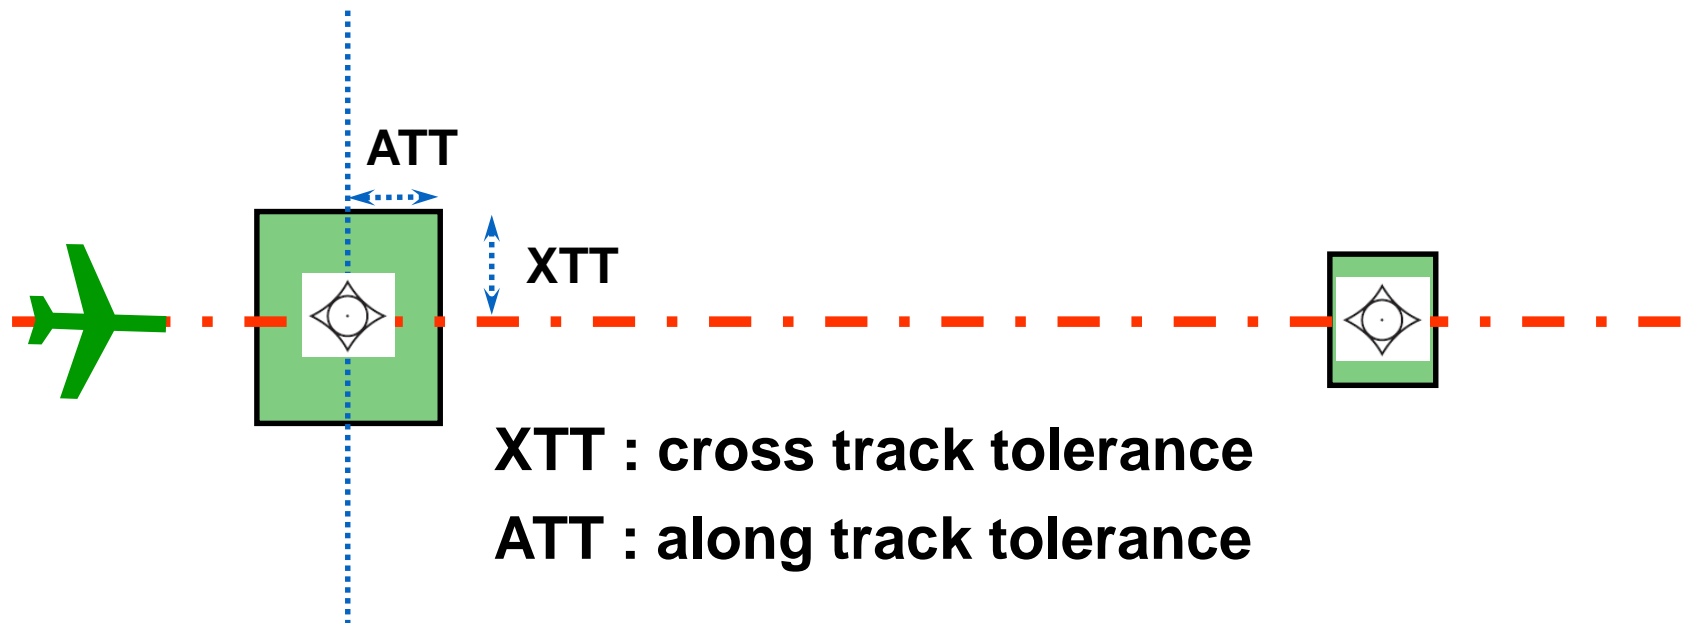 ATT
XTT
XTT : cross track tolerance
ATT : along track tolerance